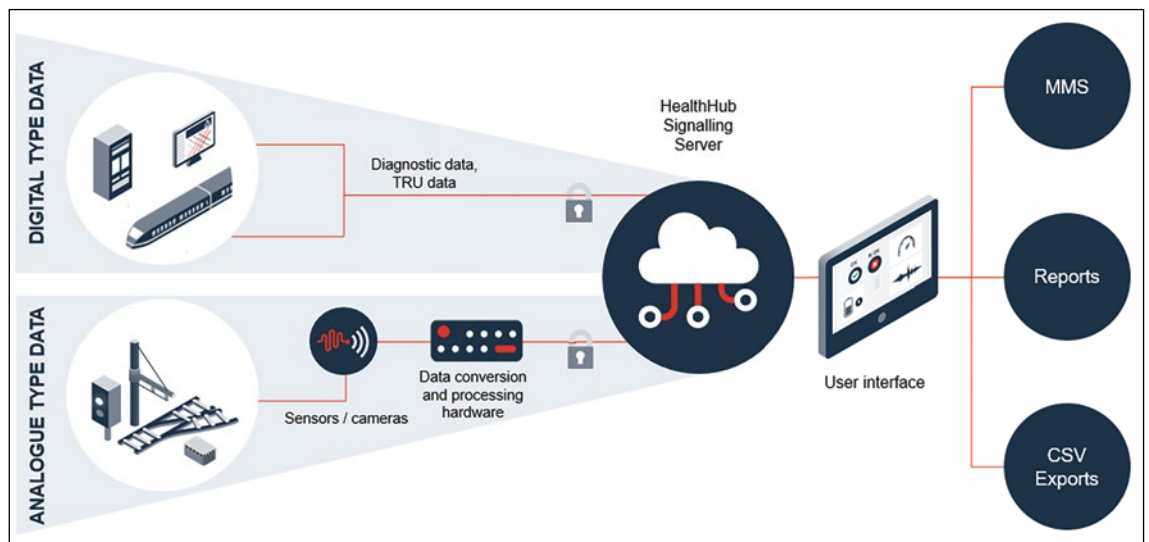 DIGITAL TYPE DATA
Diagnostic data,
TRU data
HealthHub
Signalling
Server
ANALOGUE TYPE DATA
Sensors / cameras
Data conversion
and processing
hardware
User interface
MMS
Reports
CSV
Exports